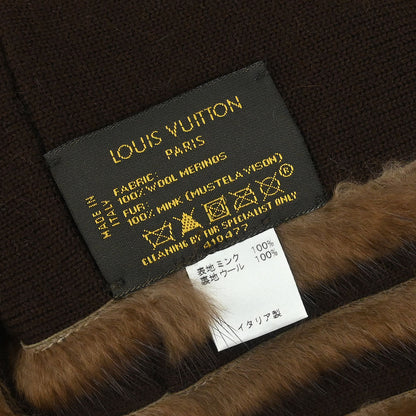 LOUIS VUITTON
PARIS
MADE IN
ITALY
FABRIC:
100% WOOL MERINOS
FUR:
100% MINK (MUSTELA VISON)
CLEANING BY FUR SPECIALIST ONLY
410477
表地 ミンク 100%
裏地 ウール 100%
イタリア製